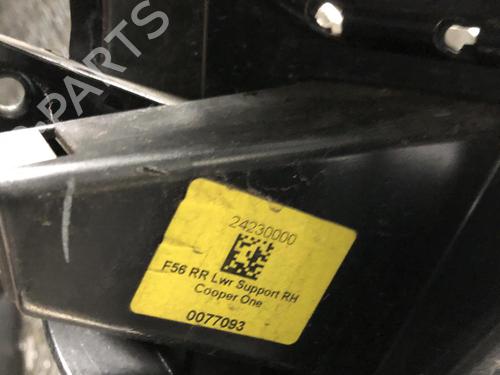 24230000
F56 RR Lwr Support RH
Cooper One
0077093
B-PARTS